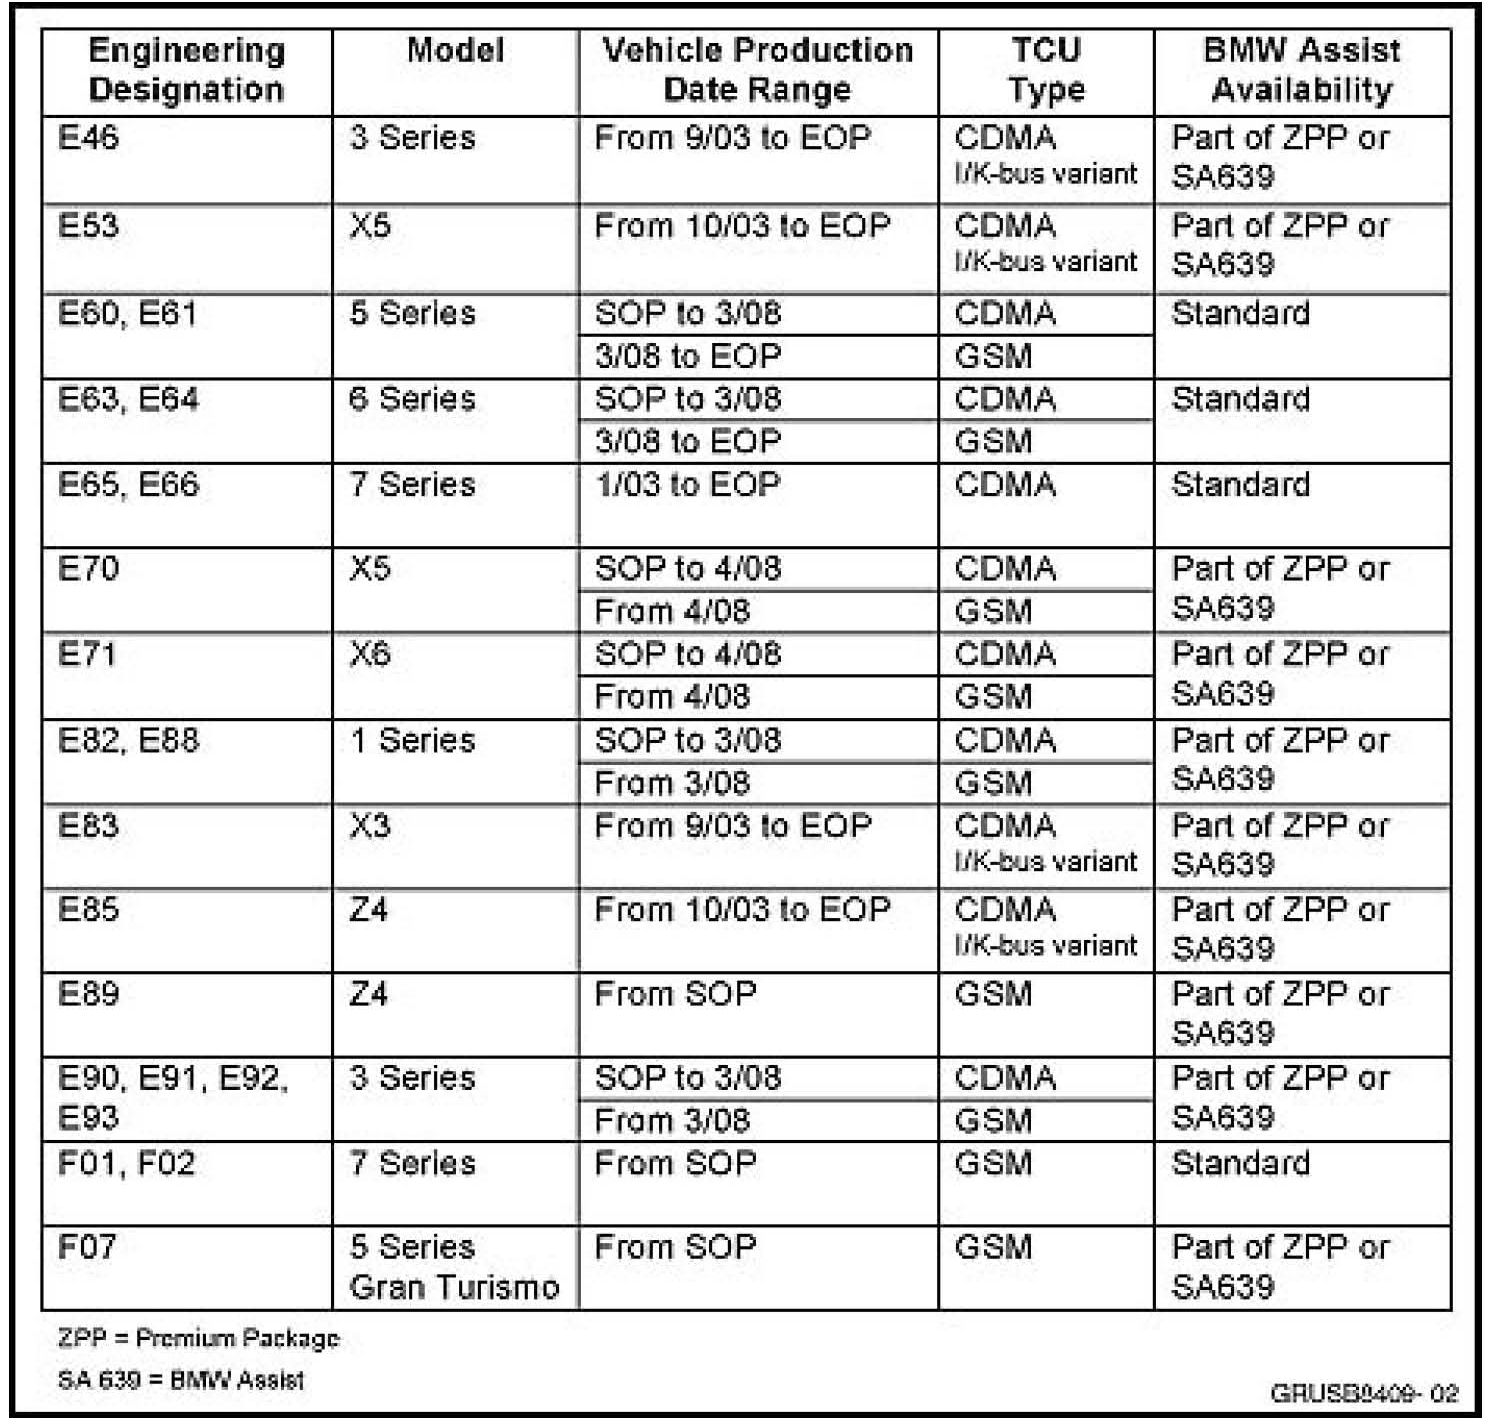 Engineering Designation Model Vehicle Production Date Range TCU Type BMW Assist Availability
E46 3 Series From 9/03 to EOP CDMA Part of ZPP or
I/K-bus variant SA639
E53 X5 From 10/03 to EOP CDMA Part of ZPP or
I/K-bus variant SA639
E60, E61 5 Series SOP to 3/08 CDMA Standard
3/08 to EOP GSM
E63, E64 6 Series SOP to 3/08 CDMA Standard
3/08 to EOP GSM
E65, E66 7 Series 1/03 to EOP CDMA Standard
E70 X5 SOP to 4/08 CDMA Part of ZPP or
From 4/08 GSM SA639
E71 X6 SOP to 4/08 CDMA Part of ZPP or
From 4/08 GSM SA639
E82, E88 1 Series SOP to 3/08 CDMA Part of ZPP or
From 3/08 GSM SA639
E83 X3 From 9/03 to EOP CDMA Part of ZPP or
I/K-bus variant SA639
E85 Z4 From 10/03 to EOP CDMA Part of ZPP or
I/K-bus variant SA639
E89 Z4 From SOP GSM Part of ZPP or
SA639
E90, E91, E92, 3 Series SOP to 3/08 CDMA Part of ZPP or
E93 From 3/08 GSM SA639
F01, F02 7 Series From SOP GSM Standard
F07 5 Series From SOP GSM Part of ZPP or
Gran Turismo SA639
ZPP = Premium Package
SA 639 = BMW Assist
GRUSB8409- 02